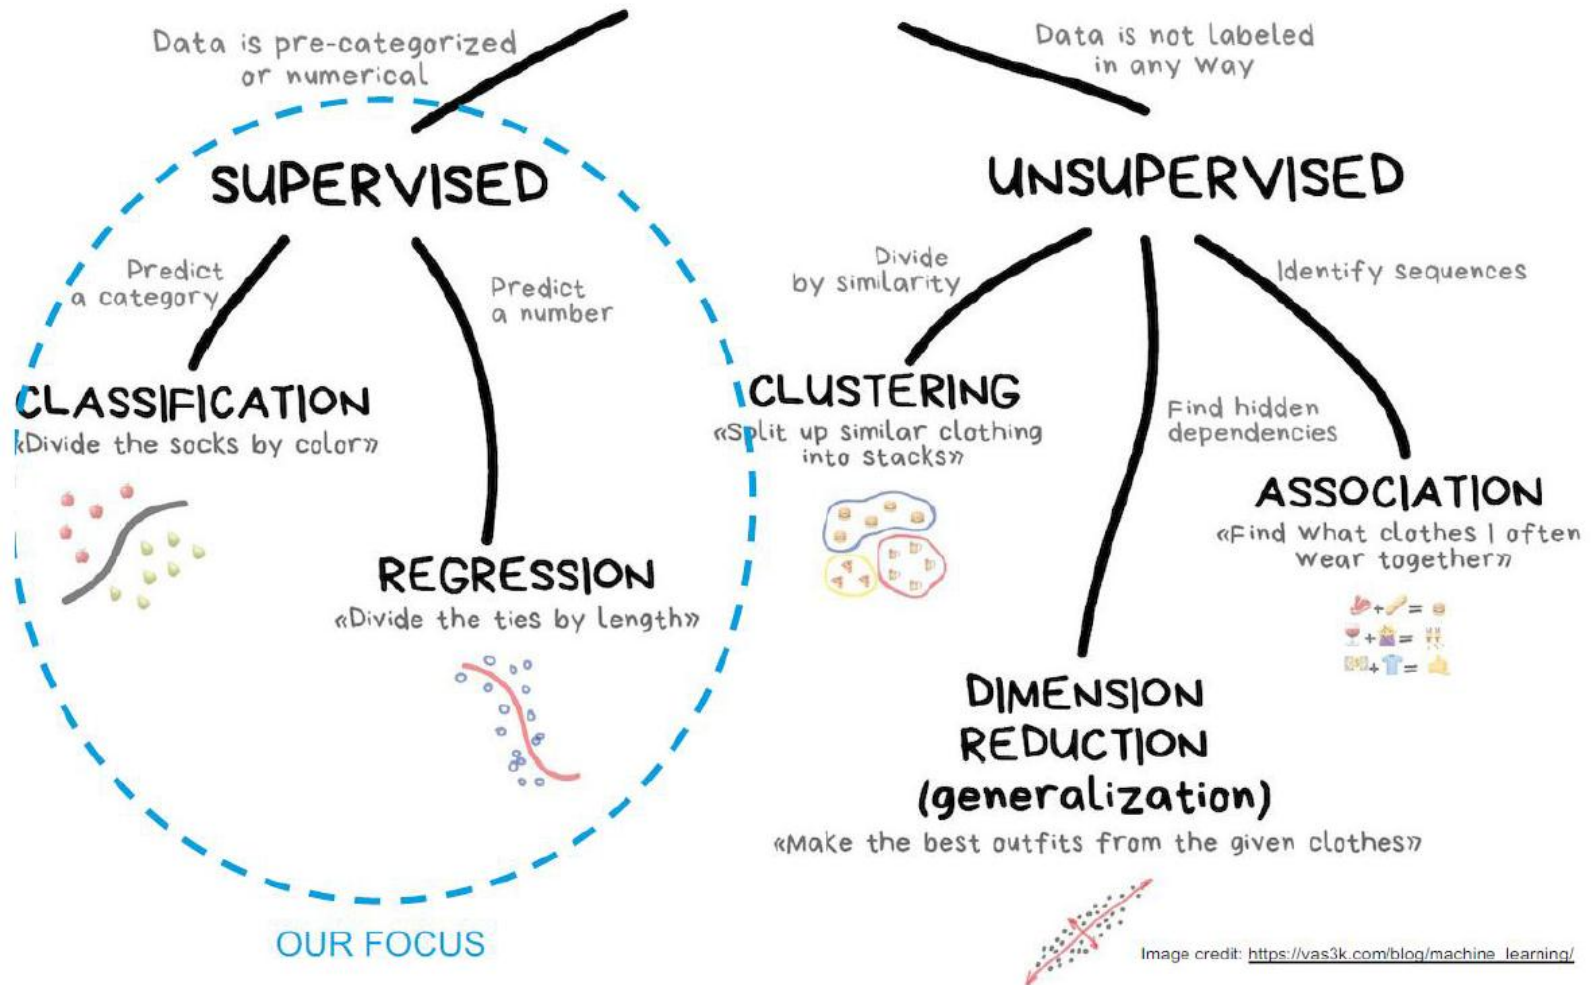 Data is pre-categorized
or numerical
Data is not labeled
in any way
SUPERVISED
UNSUPERVISED
Predict
a category
Predict
a number
Divide
by similarity
Identify sequences
CLASSIFICATION
«Divide the socks by color»
CLUSTERING
«Split up similar clothing
into stacks»
Find hidden
dependencies
ASSOCIATION
«Find what clothes I often
wear together»
REGRESSION
«Divide the ties by length»
+ =
+ =
+ =
DIMENSION
REDUCTION
(generalization)
«Make the best outfits from the given clothes»
OUR FOCUS
Image credit: https://vas3k.com/blog/machine_learning/